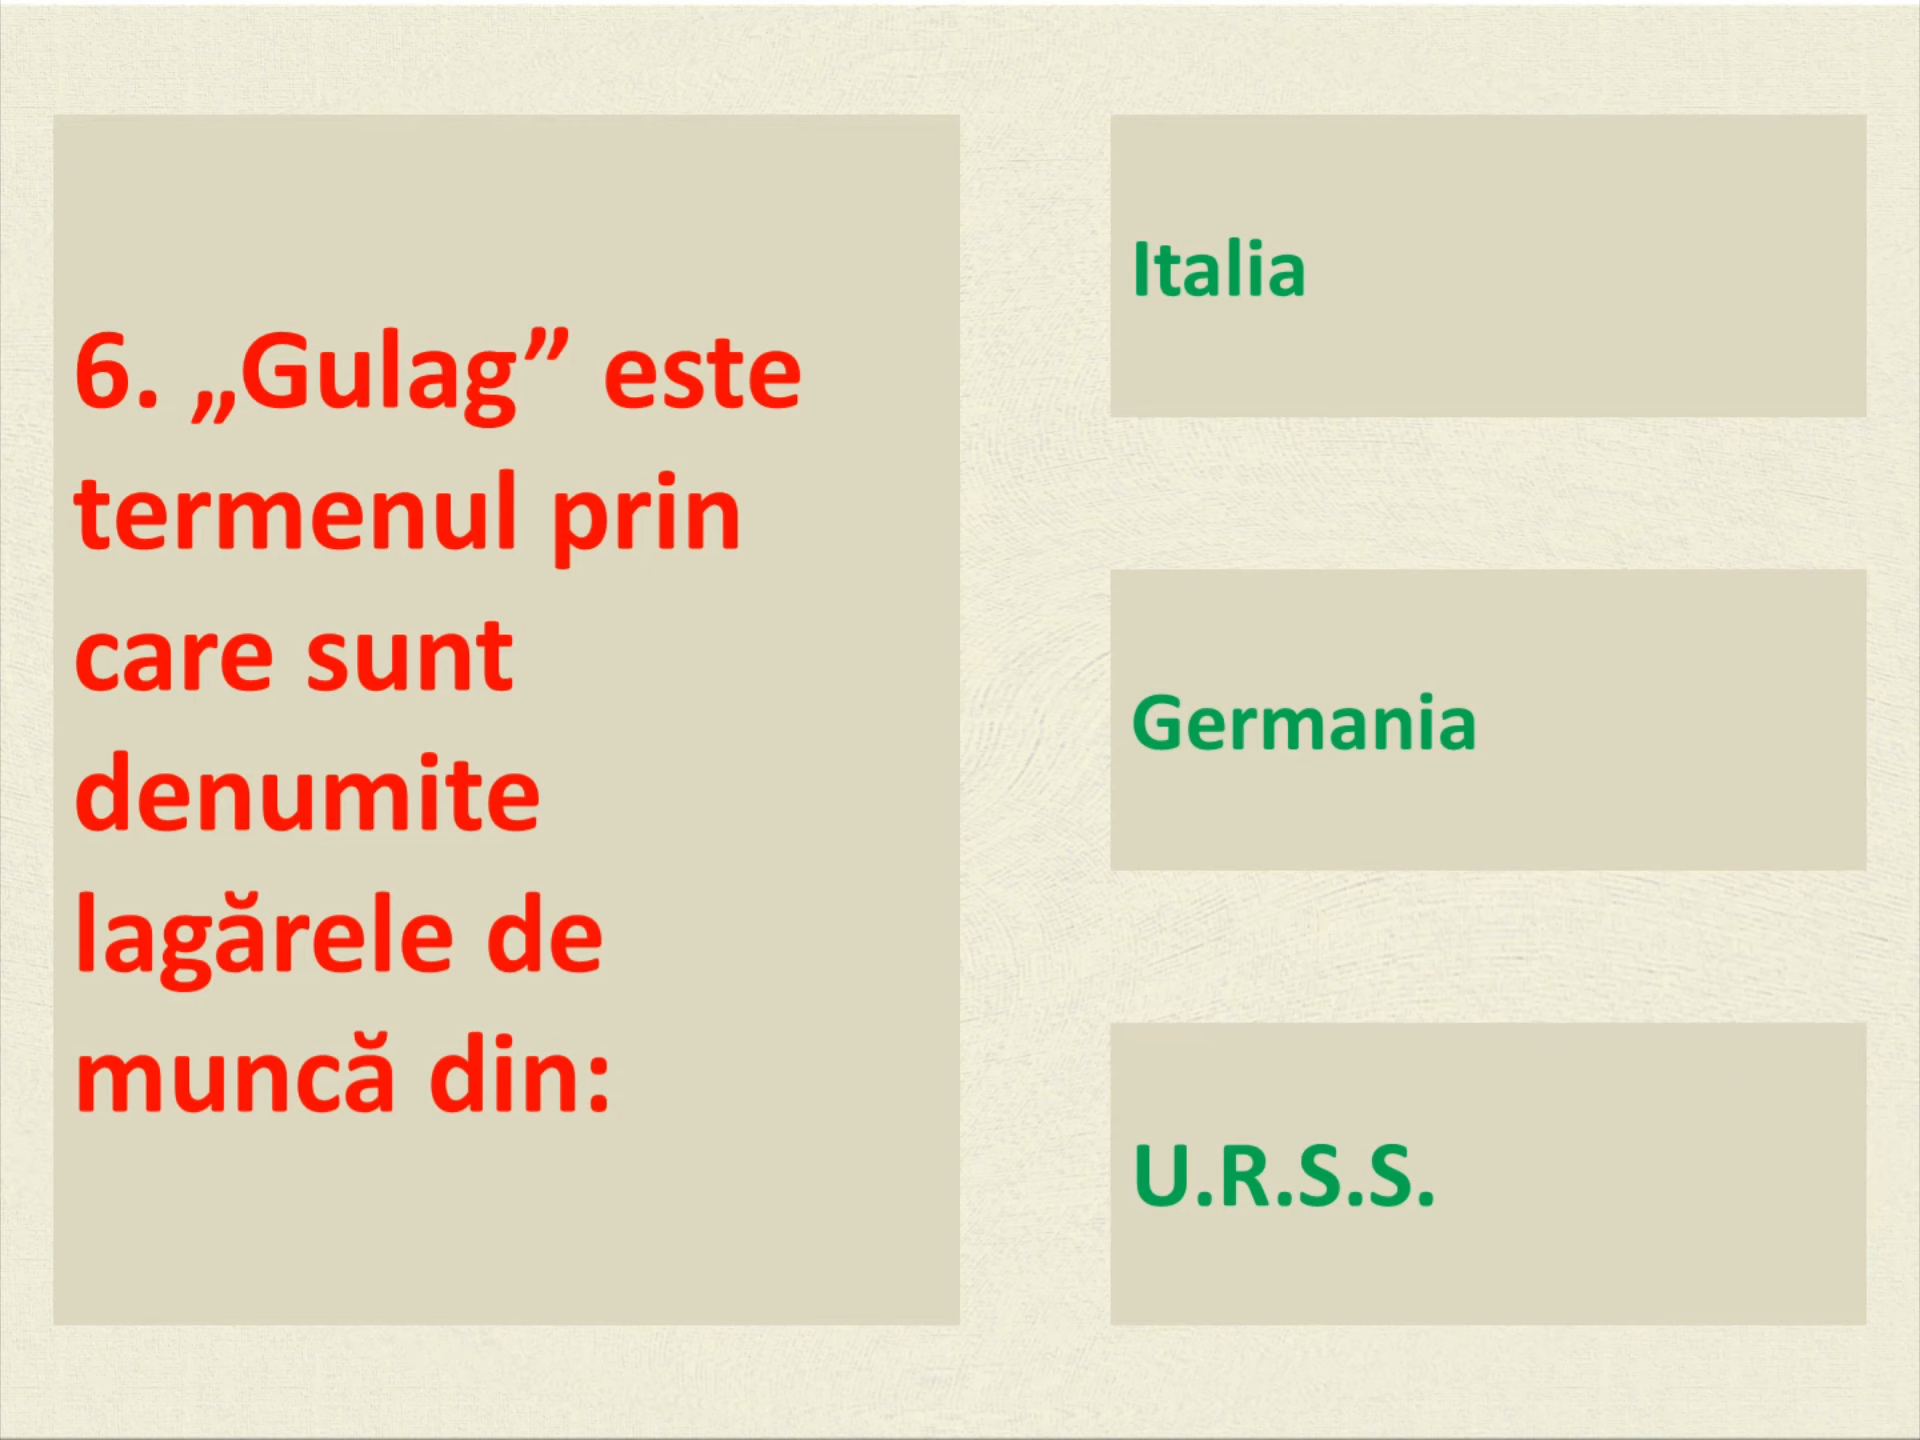 6. „Gulag” este
termenul prin
care sunt
denumite
lagărele de
muncă din:
Italia
Germania
U.R.S.S.